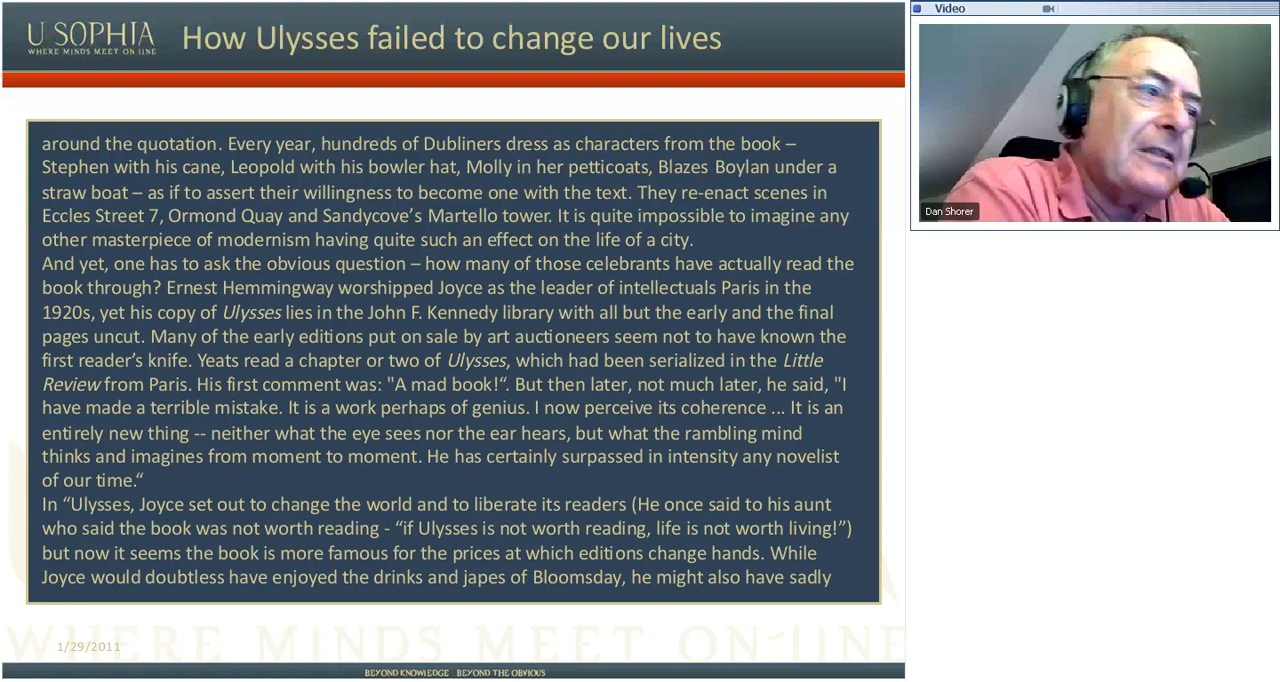 U SOPHIA
WHERE MINDS MEET ON LINE
How Ulysses failed to change our lives
around the quotation. Every year, hundreds of Dubliners dress as characters from the book –
Stephen with his cane, Leopold with his bowler hat, Molly in her petticoats, Blazes Boylan under a
straw boat – as if to assert their willingness to become one with the text. They re-enact scenes in
Eccles Street 7, Ormond Quay and Sandycove’s Martello tower. It is quite impossible to imagine any
other masterpiece of modernism having quite such an effect on the life of a city.
And yet, one has to ask the obvious question – how many of those celebrants have actually read the
book through? Ernest Hemmingway worshipped Joyce as the leader of intellectuals Paris in the
1920s, yet his copy of Ulysses lies in the John F. Kennedy library with all but the early and the final
pages uncut. Many of the early editions put on sale by art auctioneers seem not to have known the
first reader’s knife. Yeats read a chapter or two of Ulysses, which had been serialized in the Little
Review from Paris. His first comment was: "A mad book!“. But then later, not much later, he said, "I
have made a terrible mistake. It is a work perhaps of genius. I now perceive its coherence ... It is an
entirely new thing -- neither what the eye sees nor the ear hears, but what the rambling mind
thinks and imagines from moment to moment. He has certainly surpassed in intensity any novelist
of our time.“
In “Ulysses, Joyce set out to change the world and to liberate its readers (He once said to his aunt
who said the book was not worth reading - “if Ulysses is not worth reading, life is not worth living!”)
but now it seems the book is more famous for the prices at which editions change hands. While
Joyce would doubtless have enjoyed the drinks and japes of Bloomsday, he might also have sadly
WHERE MINDS MEET ON-LINE
1/29/2011
BEYOND KNOWLEDGE BEYOND THE OBVIOUS
Video
Dan Shorer